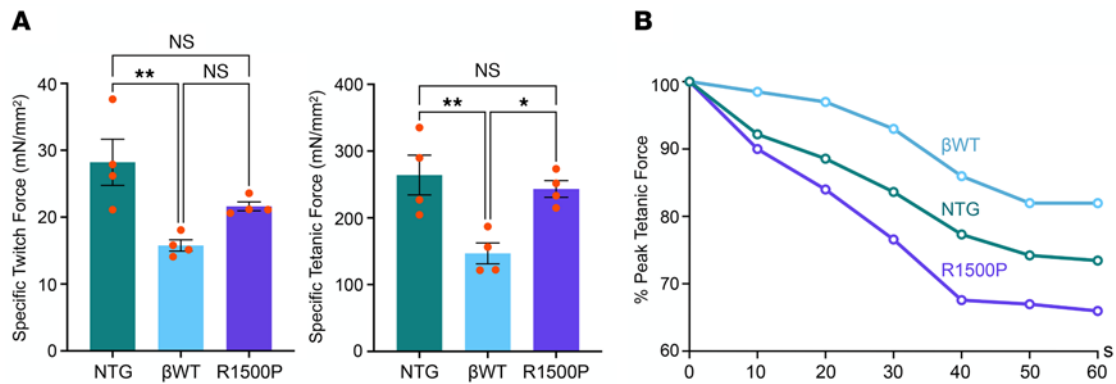 A
NS
**
NS
Specific Twitch Force (mN/mm²)
40
30
20
10
0
NTG
βWT
R1500P
NS
**
*
Specific Tetanic Force (mN/mm²)
400
300
200
100
0
NTG
βWT
R1500P
B
% Peak Tetanic Force
100
90
80
70
60
βWT
NTG
R1500P
0
10
20
30
40
50
60
s